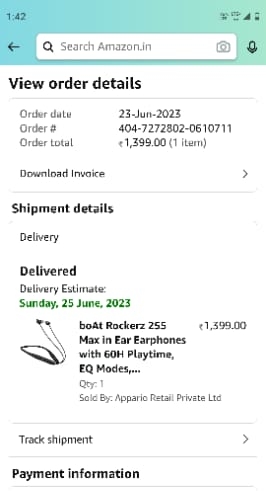 1:42
Search Amazon.in
View order details
Order date 23-Jun-2023
Order # 404-7272802-0610711
Order total ₹1,399.00 (1 item)
Download Invoice
Shipment details
Delivery
Delivered
Delivery Estimate:
Sunday, 25 June, 2023
boAt Rockerz 255 ₹1,399.00
Max in Ear Earphones
with 60H Playtime,
EQ Modes,...
Qty: 1
Sold By: Appario Retail Private Ltd
Track shipment
Payment information